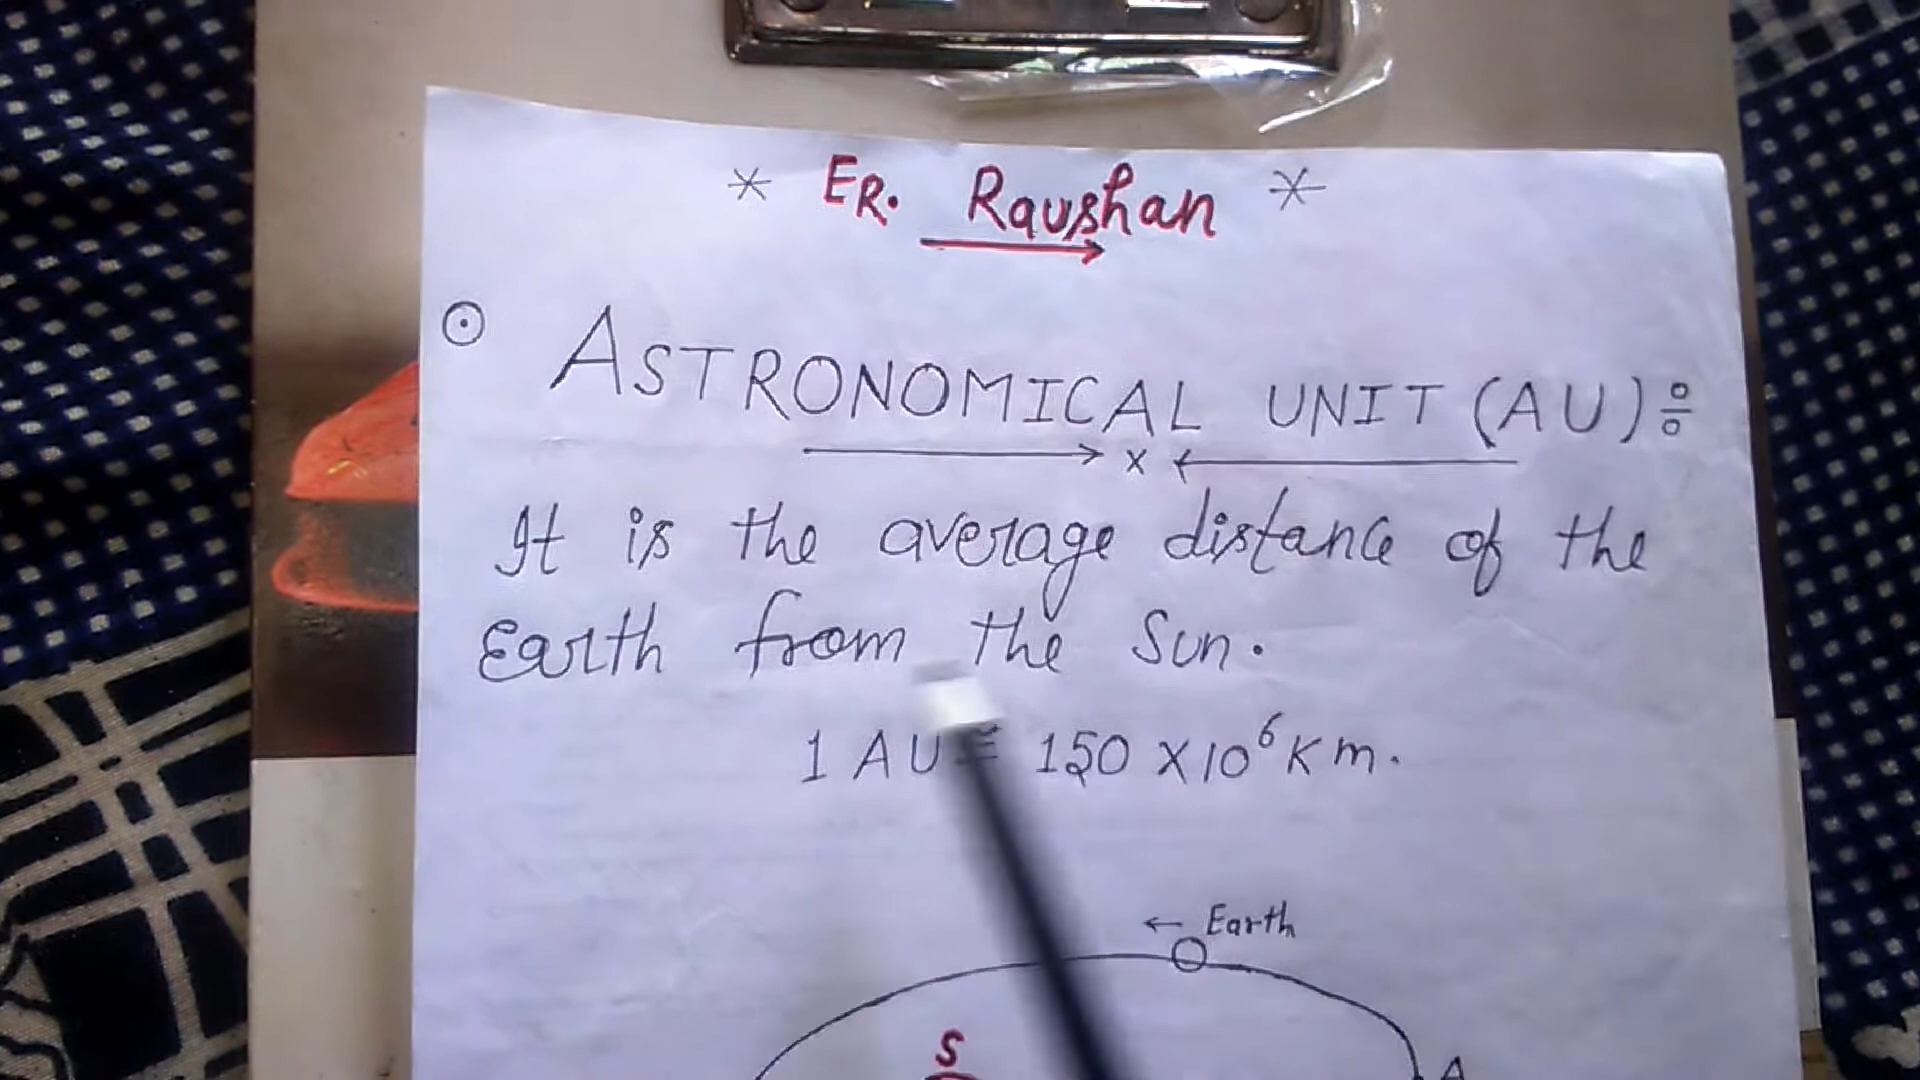 * ER. Raushan *
ASTRONOMICAL UNIT (AU) ÷
It is the average distance of the
Earth from the Sun.
1 AU = 150 X 10⁶ Km.
← Earth
S
A